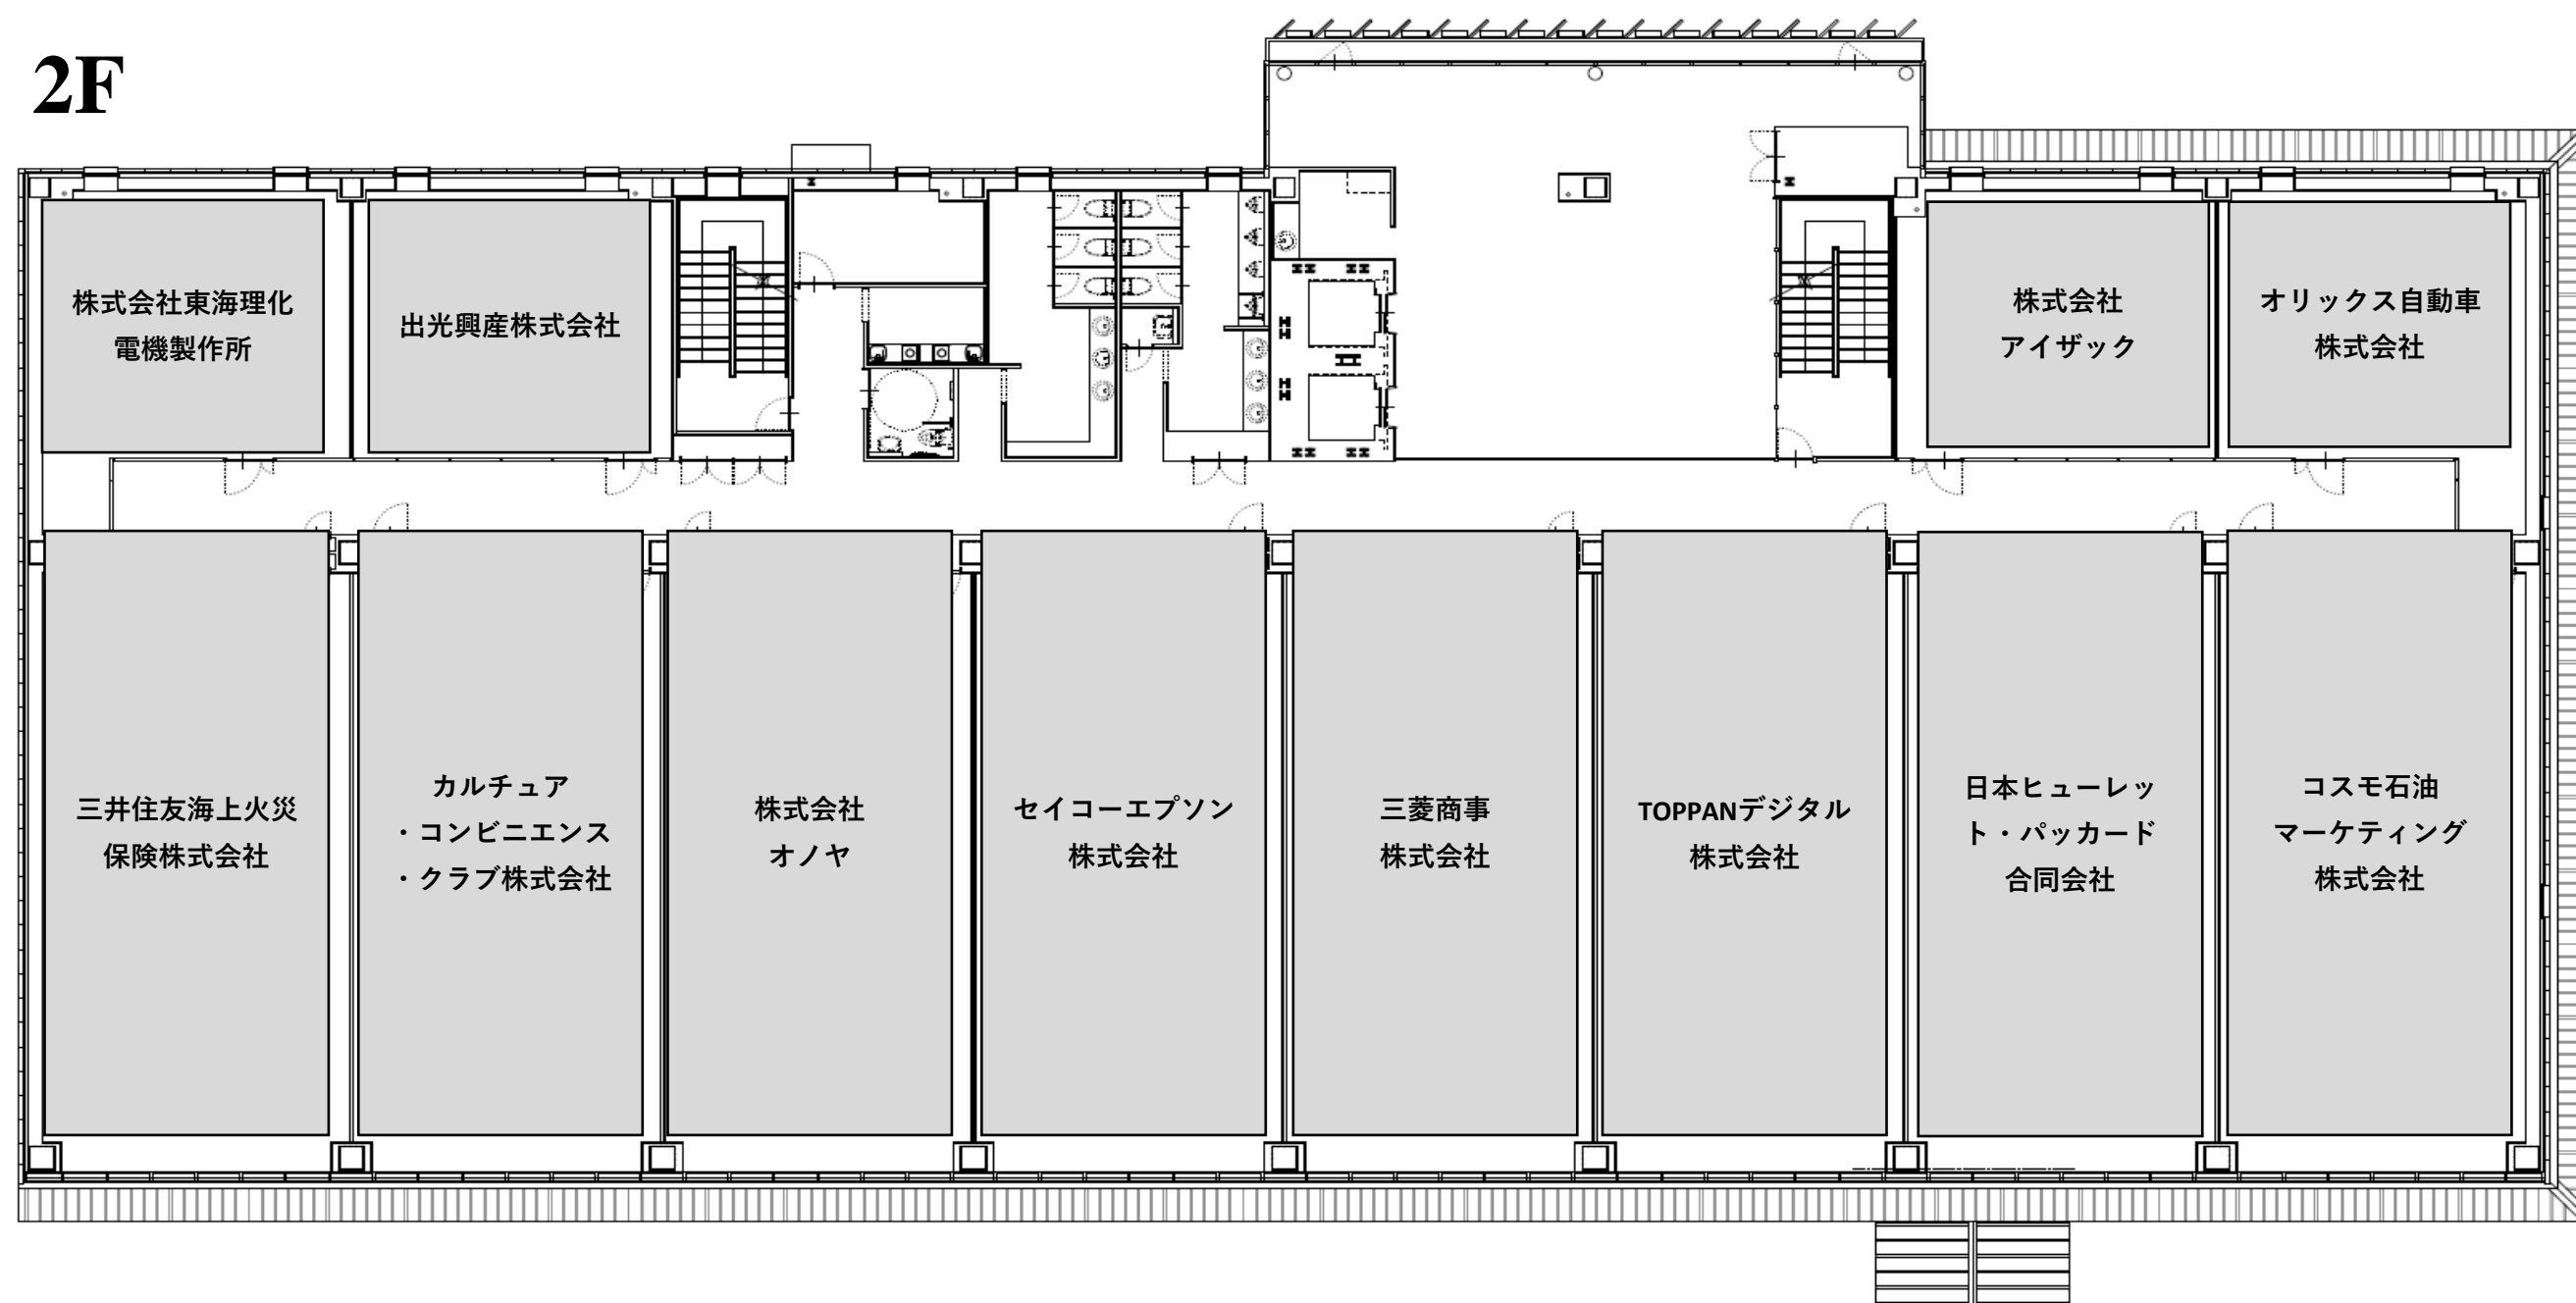 2F
株式会社東海理化
電機製作所
出光興産株式会社
株式会社
アイザック
オリックス自動車
株式会社
三井住友海上火災
保険株式会社
カルチュア
・コンビニエンス
・クラブ株式会社
株式会社
オノヤ
セイコーエプソン
株式会社
三菱商事
株式会社
TOPPANデジタル
株式会社
日本ヒューレッ
ト・パッカード
合同会社
コスモ石油
マーケティング
株式会社